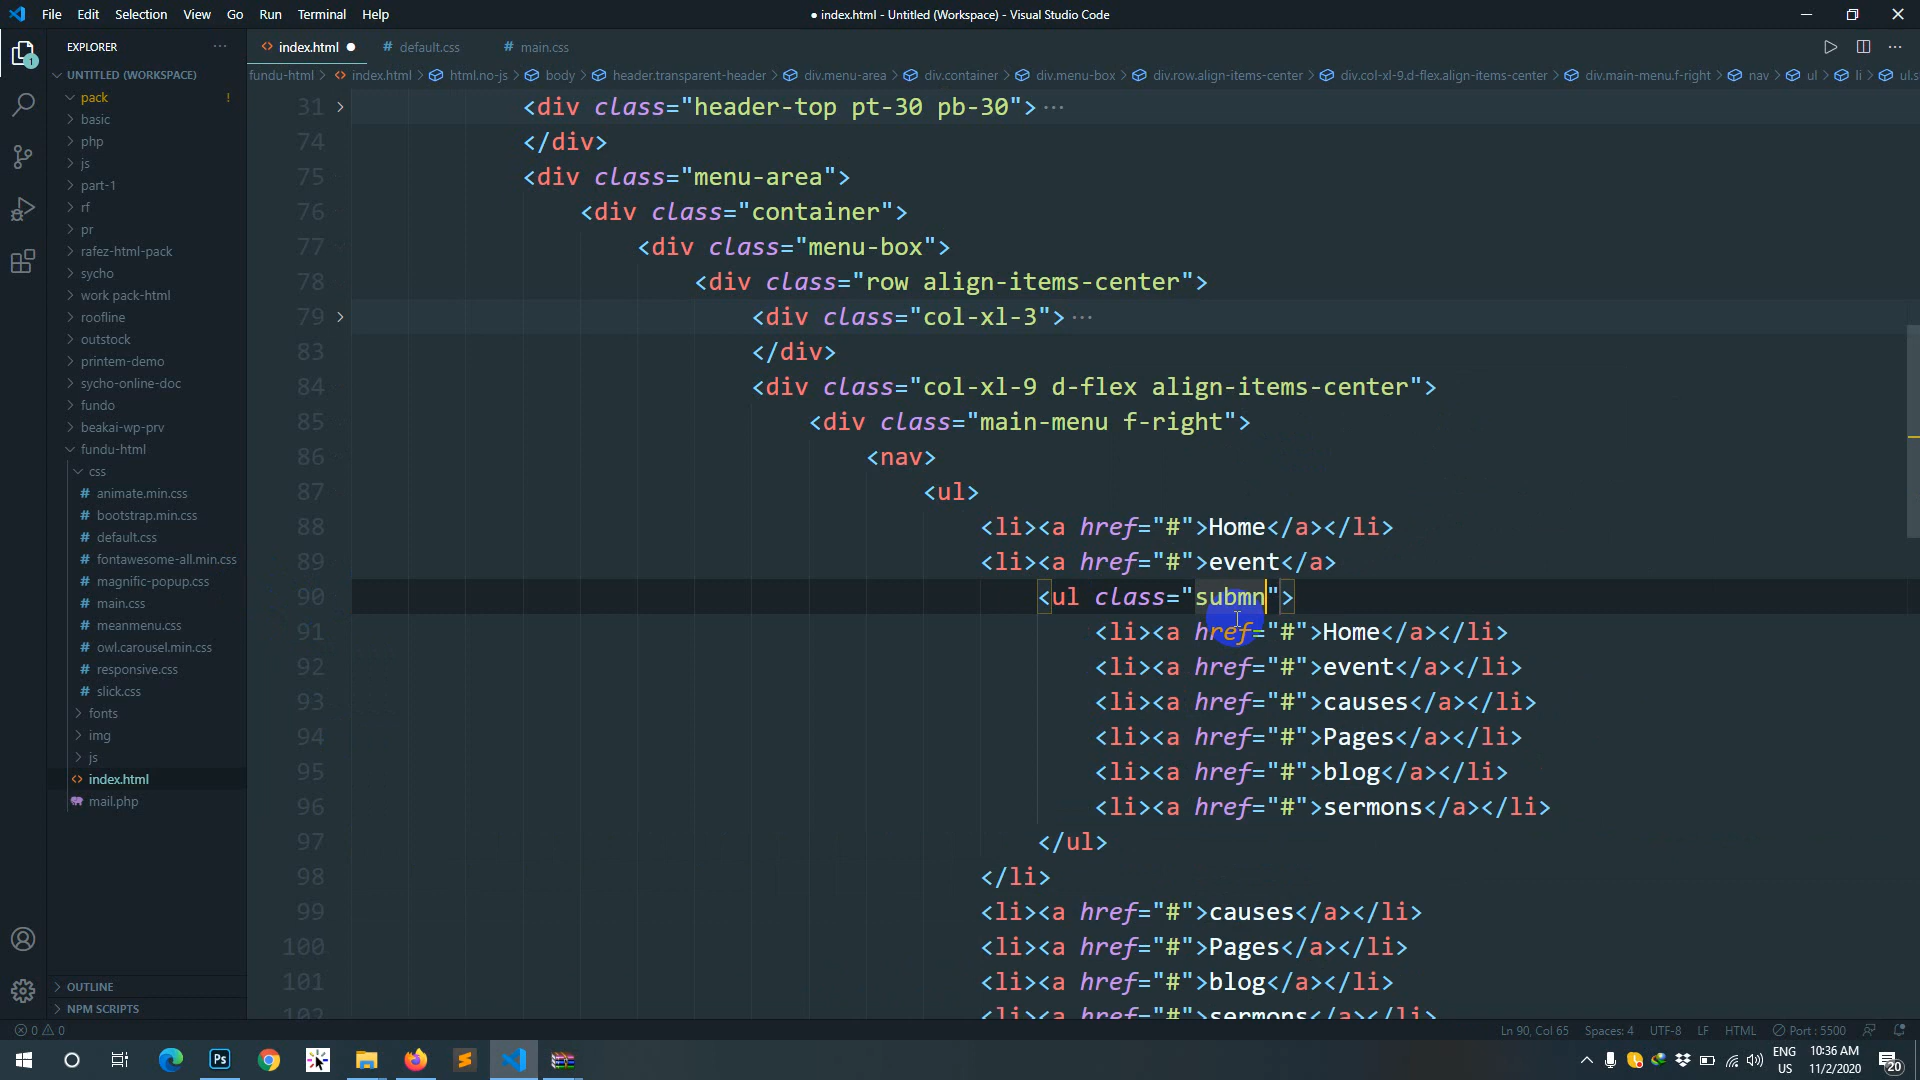 File Edit Selection View Go Run Terminal Help
● index.html - Untitled (Workspace) - Visual Studio Code
EXPLORER
UNTITLED (WORKSPACE)
pack !
basic
php
js
part-1
rf
pr
rafez-html-pack
sycho
work pack-html
roofline
outstock
printem-demo
sycho-online-doc
fundo
beakai-wp-prv
fundu-html
css
animate.min.css
bootstrap.min.css
default.css
fontawesome-all.min.css
magnific-popup.css
main.css
meanmenu.css
owl.carousel.min.css
responsive.css
slick.css
fonts
img
js
index.html
mail.php
OUTLINE
NPM SCRIPTS
index.html ● default.css main.css
fundu-html > index.html > html.no-js > body > header.transparent-header > div.menu-area > div.container > div.menu-box > div.row.align-items-center > div.col-xl-9.d-flex.align-items-center > div.main-menu.f-right > nav > ul > li > ul.s
31 <div class="header-top pt-30 pb-30">···
74 </div>
75 <div class="menu-area">
76 <div class="container">
77 <div class="menu-box">
78 <div class="row align-items-center">
79 <div class="col-xl-3">···
83 </div>
84 <div class="col-xl-9 d-flex align-items-center">
85 <div class="main-menu f-right">
86 <nav>
87 <ul>
88 <li><a href="#">Home</a></li>
89 <li><a href="#">event</a>
90 <ul class="submn">
91 <li><a href="#">Home</a></li>
92 <li><a href="#">event</a></li>
93 <li><a href="#">causes</a></li>
94 <li><a href="#">Pages</a></li>
95 <li><a href="#">blog</a></li>
96 <li><a href="#">sermons</a></li>
97 </ul>
98 </li>
99 <li><a href="#">causes</a></li>
100 <li><a href="#">Pages</a></li>
101 <li><a href="#">blog</a></li>
102 <li><a href="#">sermons</a></li>
0 0 Ln 90, Col 65 Spaces: 4 UTF-8 LF HTML Port : 5500
ENG US
10:36 AM
11/2/2020
20